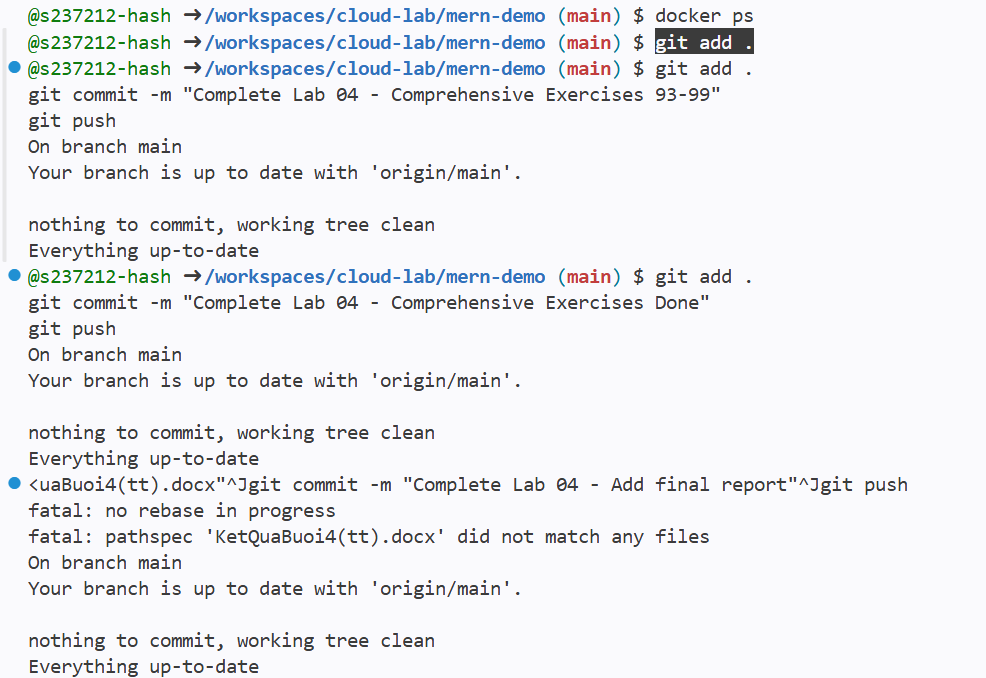 @s237212-hash ➜/workspaces/cloud-lab/mern-demo (main) $ docker ps
@s237212-hash ➜/workspaces/cloud-lab/mern-demo (main) $ git add .
@s237212-hash ➜/workspaces/cloud-lab/mern-demo (main) $ git add .
git commit -m "Complete Lab 04 - Comprehensive Exercises 93-99"
git push
On branch main
Your branch is up to date with 'origin/main'.
nothing to commit, working tree clean
Everything up-to-date
@s237212-hash ➜/workspaces/cloud-lab/mern-demo (main) $ git add .
git commit -m "Complete Lab 04 - Comprehensive Exercises Done"
git push
On branch main
Your branch is up to date with 'origin/main'.
nothing to commit, working tree clean
Everything up-to-date
<uaBuoi4(tt).docx"^Jgit commit -m "Complete Lab 04 - Add final report"^Jgit push
fatal: no rebase in progress
fatal: pathspec 'KetQuaBuoi4(tt).docx' did not match any files
On branch main
Your branch is up to date with 'origin/main'.
nothing to commit, working tree clean
Everything up-to-date